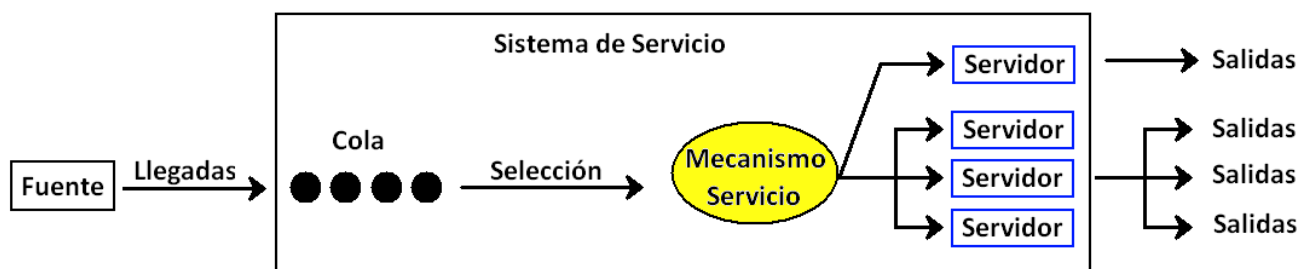 Sistema de Servicio
Fuente
Llegadas
Cola
Selección
Mecanismo
Servicio
Servidor
Servidor
Servidor
Servidor
Salidas
Salidas
Salidas
Salidas